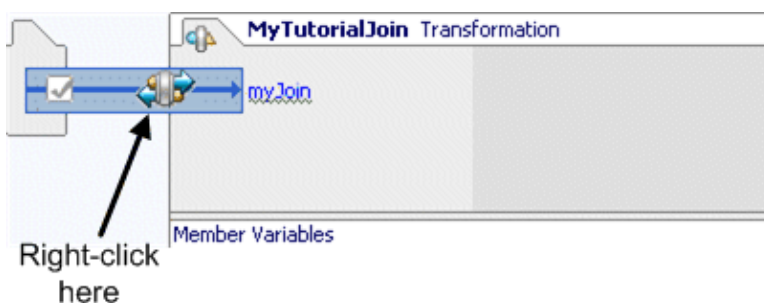 MyTutorialJoin Transformation
myJoin
Member Variables
Right-click
here